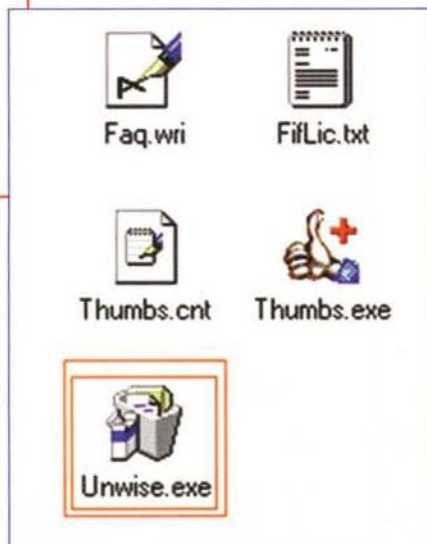 Faq.wri
FifLic.txt
Thumbs.cnt
Thumbs.exe
Unwise.exe